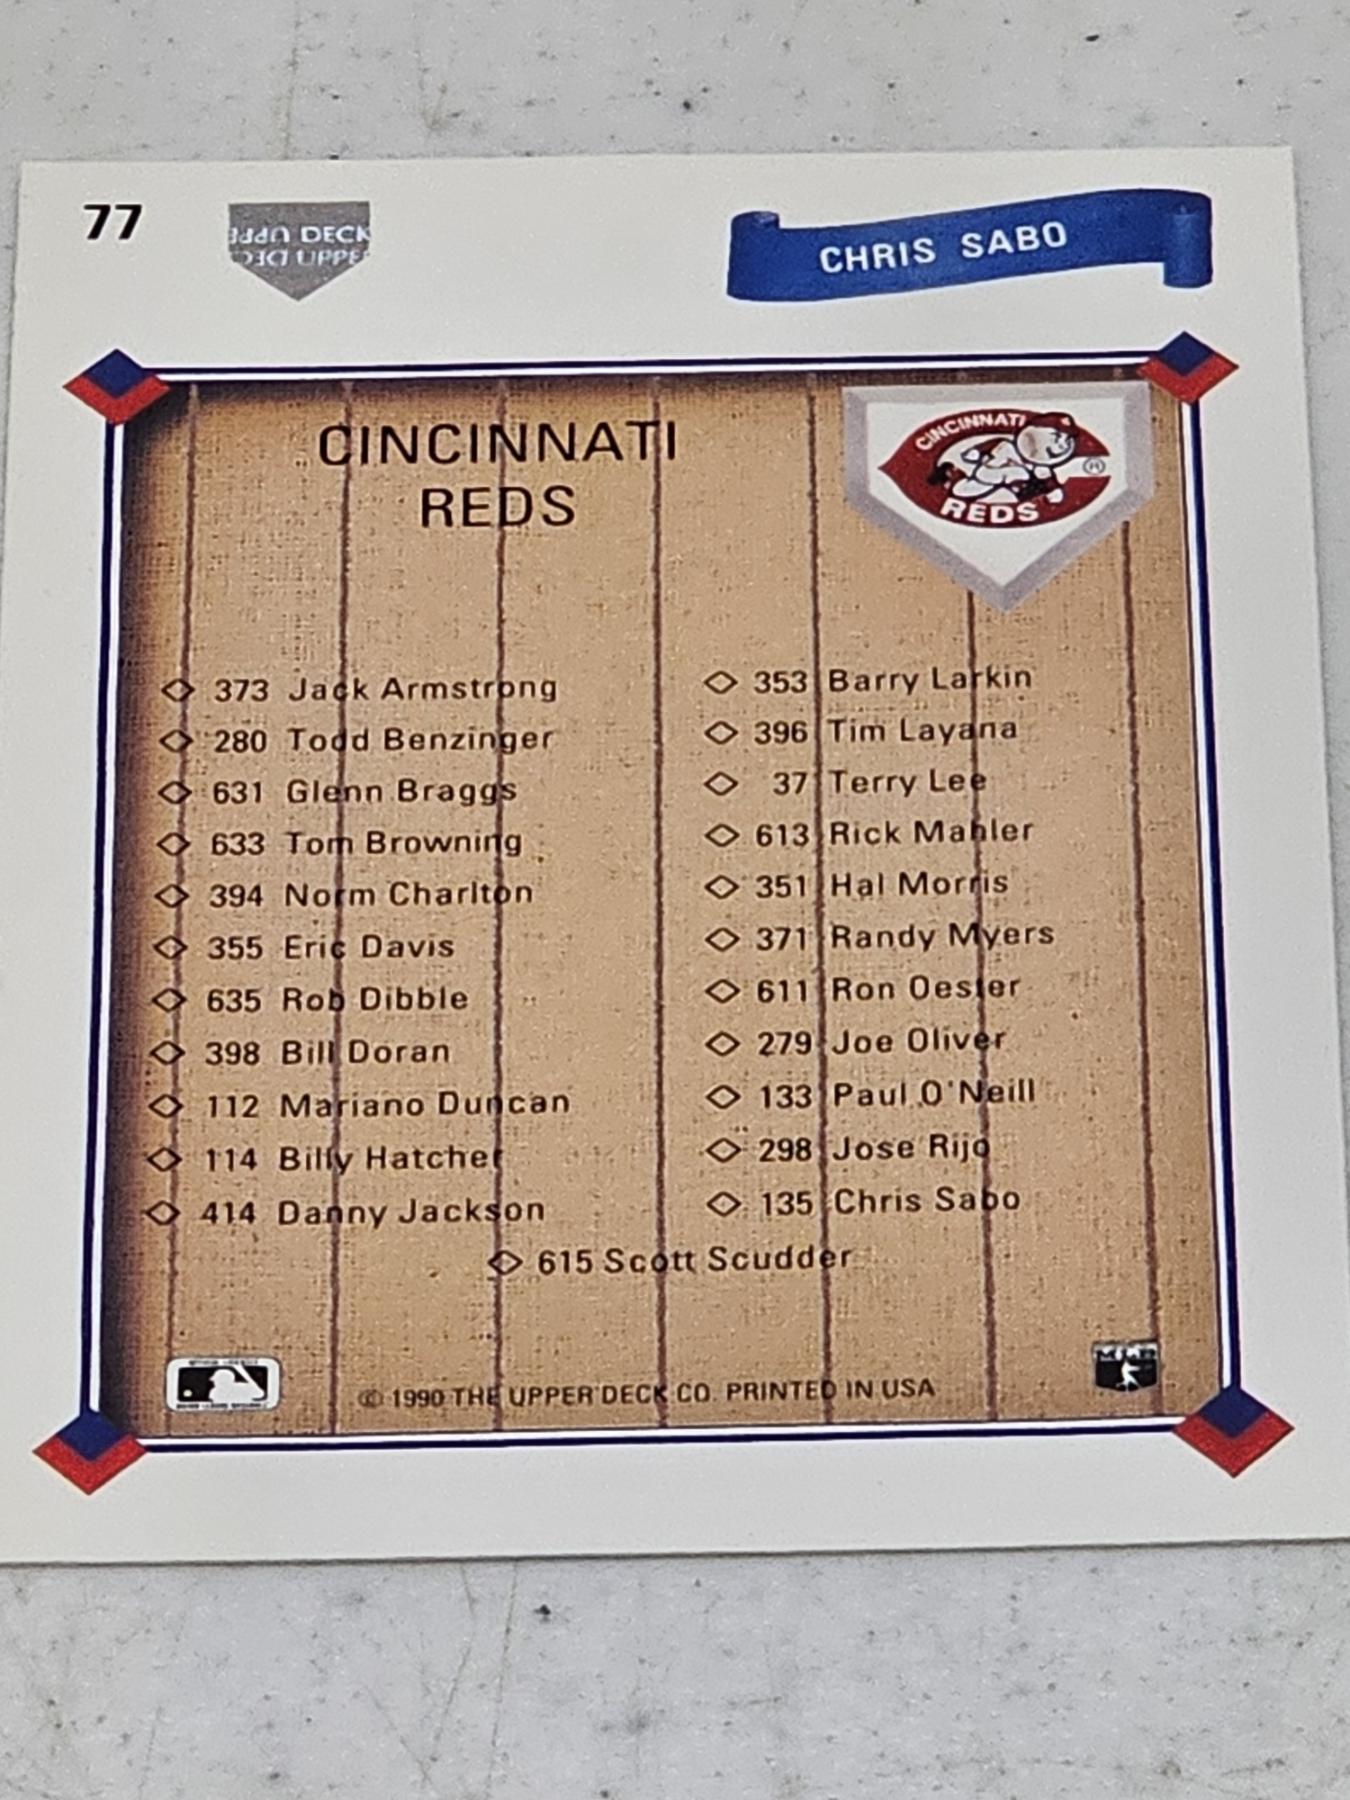 77
UPPER DECK
DECK UPPER
CHRIS SABO
CINCINNATI
REDS
CINCINNATI
REDS
®
373 Jack Armstrong
280 Todd Benzinger
631 Glenn Braggs
633 Tom Browning
394 Norm Charlton
355 Eric Davis
635 Rob Dibble
398 Bill Doran
112 Mariano Duncan
114 Billy Hatcher
414 Danny Jackson
353 Barry Larkin
396 Tim Layana
37 Terry Lee
613 Rick Mahler
351 Hal Morris
371 Randy Myers
611 Ron Oester
279 Joe Oliver
133 Paul O'Neill
298 Jose Rijo
135 Chris Sabo
615 Scott Scudder
© 1990 THE UPPER DECK CO. PRINTED IN USA